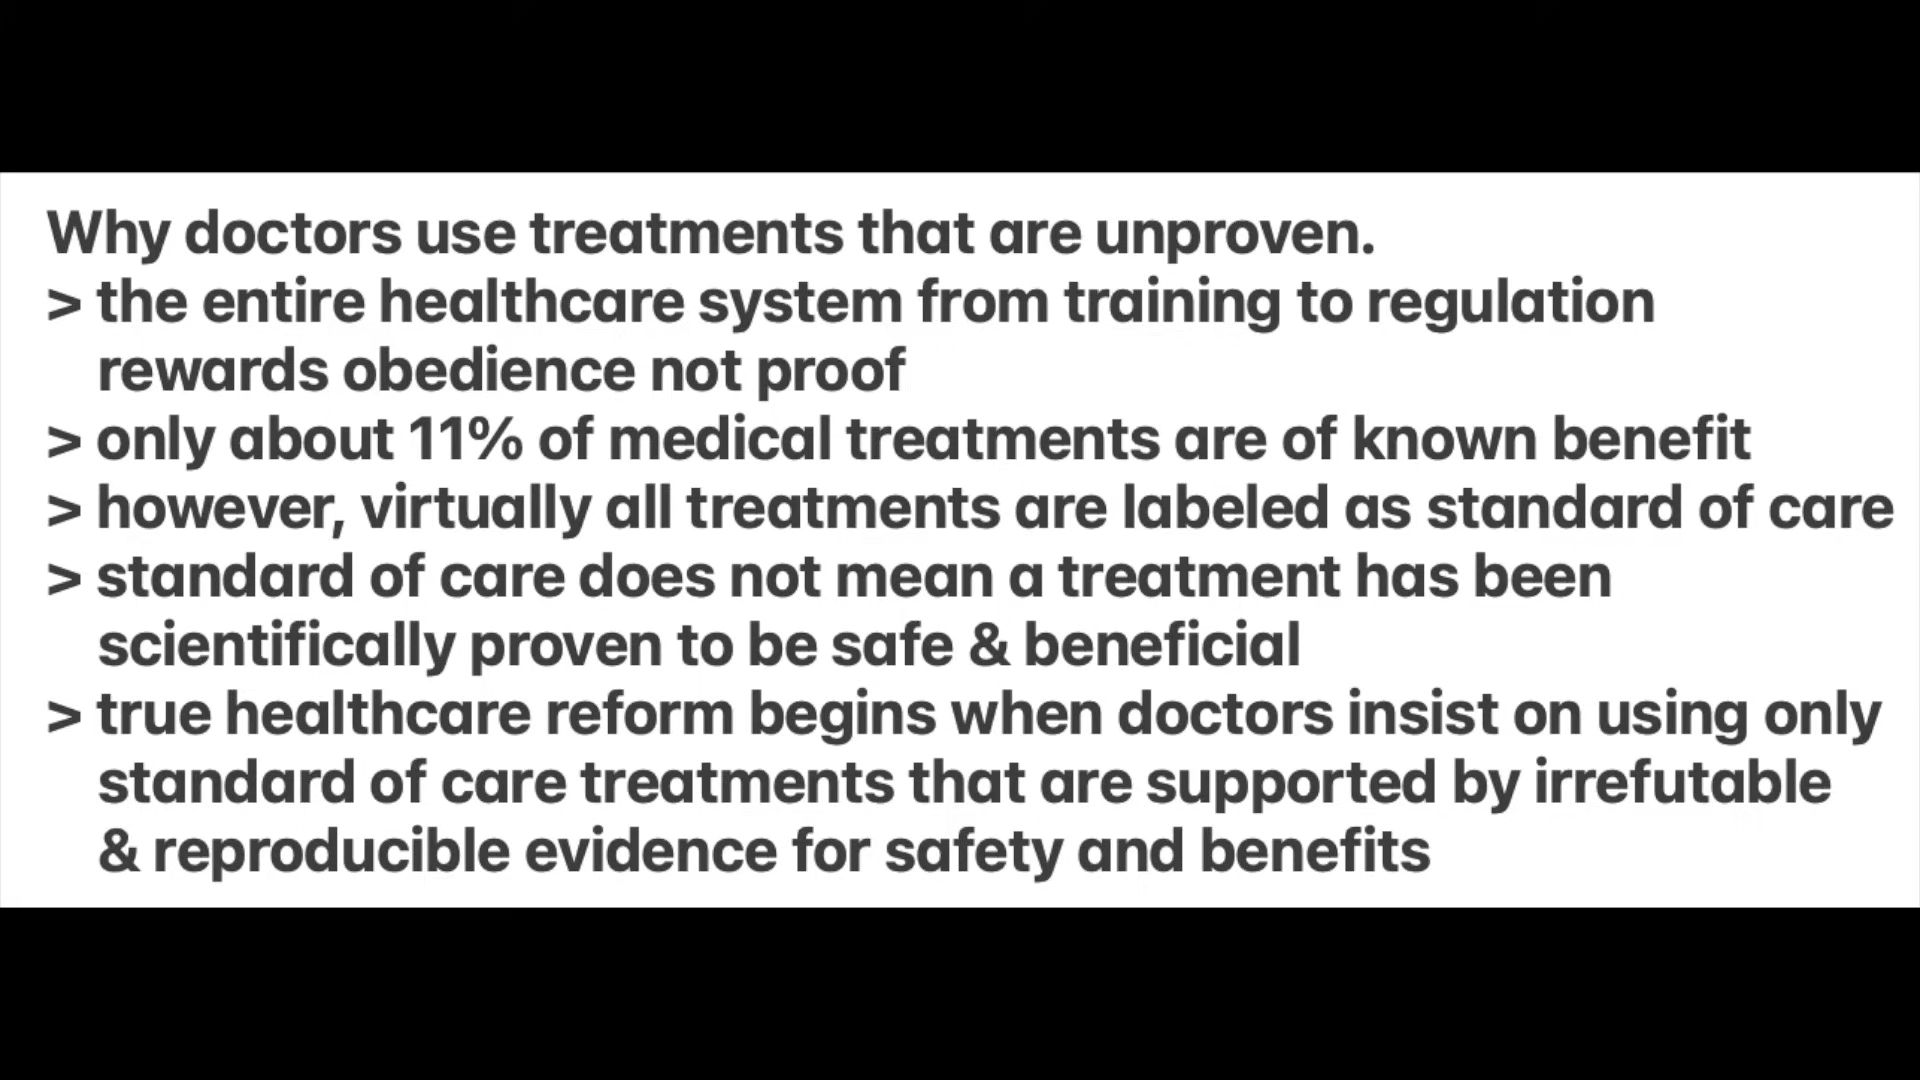 Why doctors use treatments that are unproven.
> the entire healthcare system from training to regulation
rewards obedience not proof
> only about 11% of medical treatments are of known benefit
> however, virtually all treatments are labeled as standard of care
> standard of care does not mean a treatment has been
scientifically proven to be safe & beneficial
> true healthcare reform begins when doctors insist on using only
standard of care treatments that are supported by irrefutable
& reproducible evidence for safety and benefits